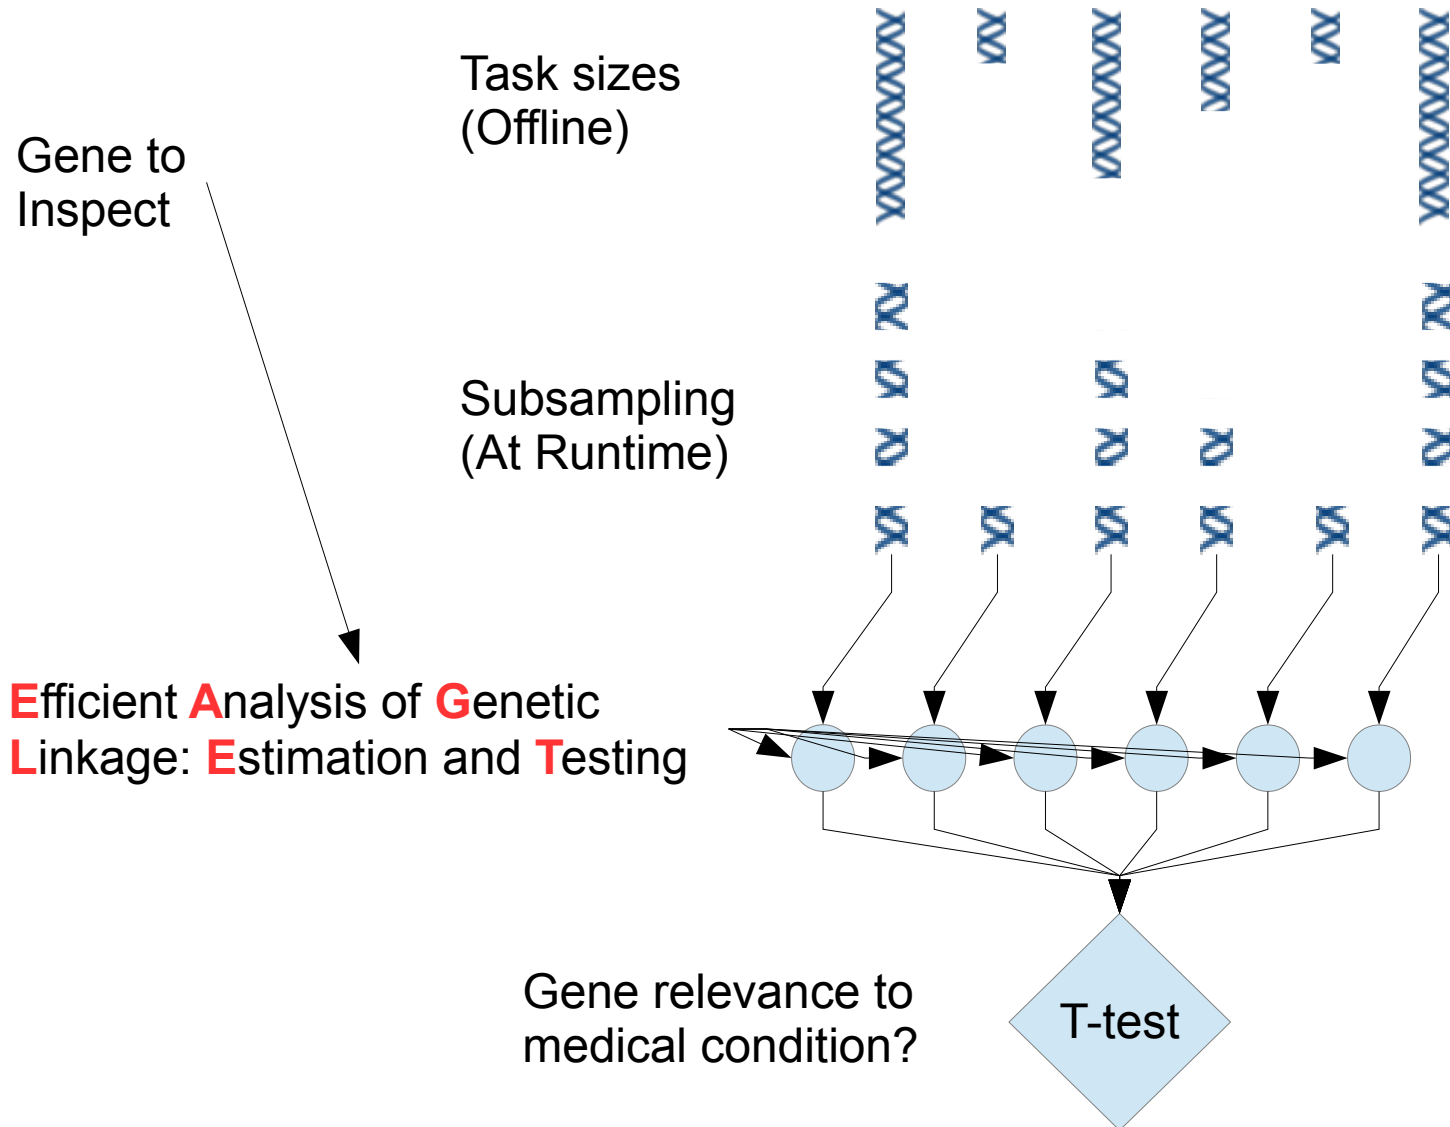 Task sizes
(Offline)
Gene to
Inspect
Subsampling
(At Runtime)
Efficient Analysis of Genetic
Linkage: Estimation and Testing
Gene relevance to
medical condition?
T-test